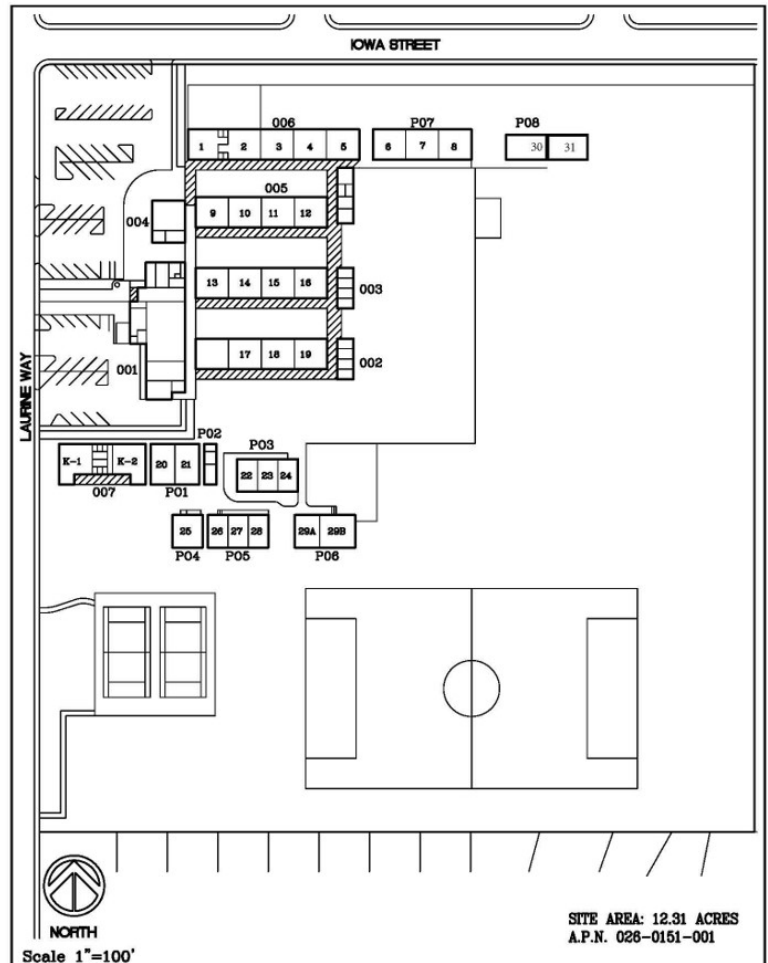 IOWA STREET
006 P07 P08
1 2 3 4 5 6 7 8 30 31
005
004
9 10 11 12
13 14 15 16
003
001
17 18 19
002
LAURINE WAY
P02
P03
K-1 K-2 20 21
22 23 24
007 P01
25 26 27 28 29A 29B
P04 P05 P06
NORTH
Scale 1"=100'
SITE AREA: 12.31 ACRES
A.P.N. 026-0151-001